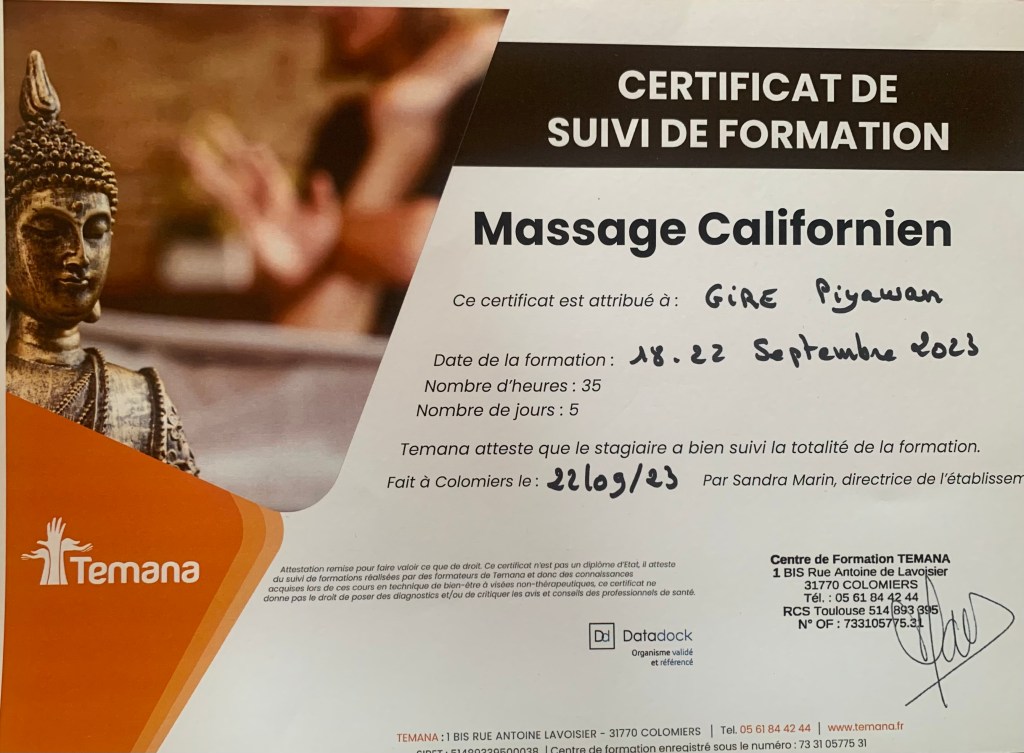 CERTIFICAT DE
SUIVI DE FORMATION
Massage Californien
Ce certificat est attribué à : GiRE Piyawan
Date de la formation : 18.22 Septembre 2023
Nombre d'heures : 35
Nombre de jours : 5
Temana atteste que le stagiaire a bien suivi la totalité de la formation.
Fait à Colomiers le : 22/09/23 Par Sandra Marin, directrice de l'établissem
Temana
Attestation remise pour faire valoir ce que de droit. Ce certificat n'est pas un diplôme d'Etat, il atteste
du suivi de formations réalisées par des formateurs de Temana et donc des connaissances
acquises lors de ces cours en technique de bien-être à visées non-thérapeutiques, ce certificat ne
donne pas le droit de poser des diagnostics et/ou de critiquer les avis et conseils des professionnels de santé.
Centre de Formation TEMANA
1 BIS Rue Antoine de Lavoisier
31770 COLOMIERS
Tél. : 05 61 84 42 44
RCS Toulouse 514 893 395
N° OF : 733105775.31
Dd Datadock
Organisme validé
et référencé
TEMANA : 1 BIS RUE ANTOINE LAVOISIER - 31770 COLOMIERS | Tel. 05 61 84 42 44 | www.temana.fr
| Centre de formation enregistré sous le numéro : 73 31 05775 31